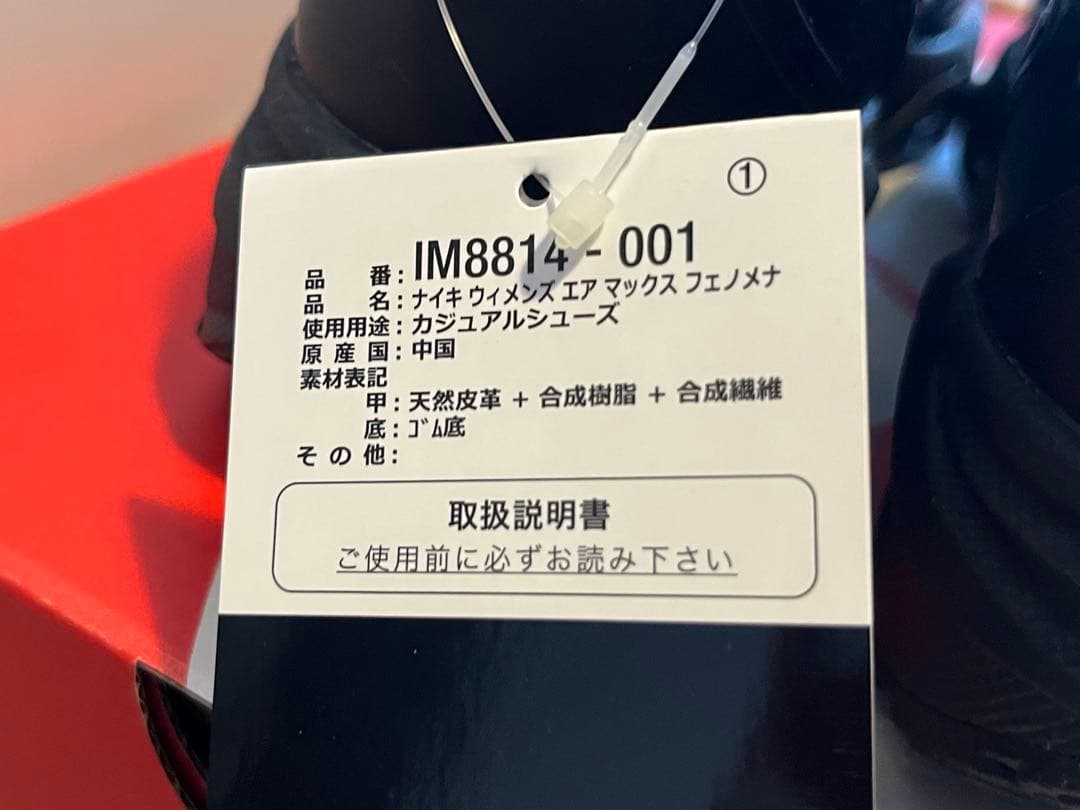 ①
品番：IM8814-001
品名：ナイキ ウィメンズ エア マックス フェノメナ
使用用途：カジュアルシューズ
原産国：中国
素材表記
甲：天然皮革 + 合成樹脂 + 合成繊維
底：ｺﾞﾑ底
その他：
取扱説明書
ご使用前に必ずお読み下さい